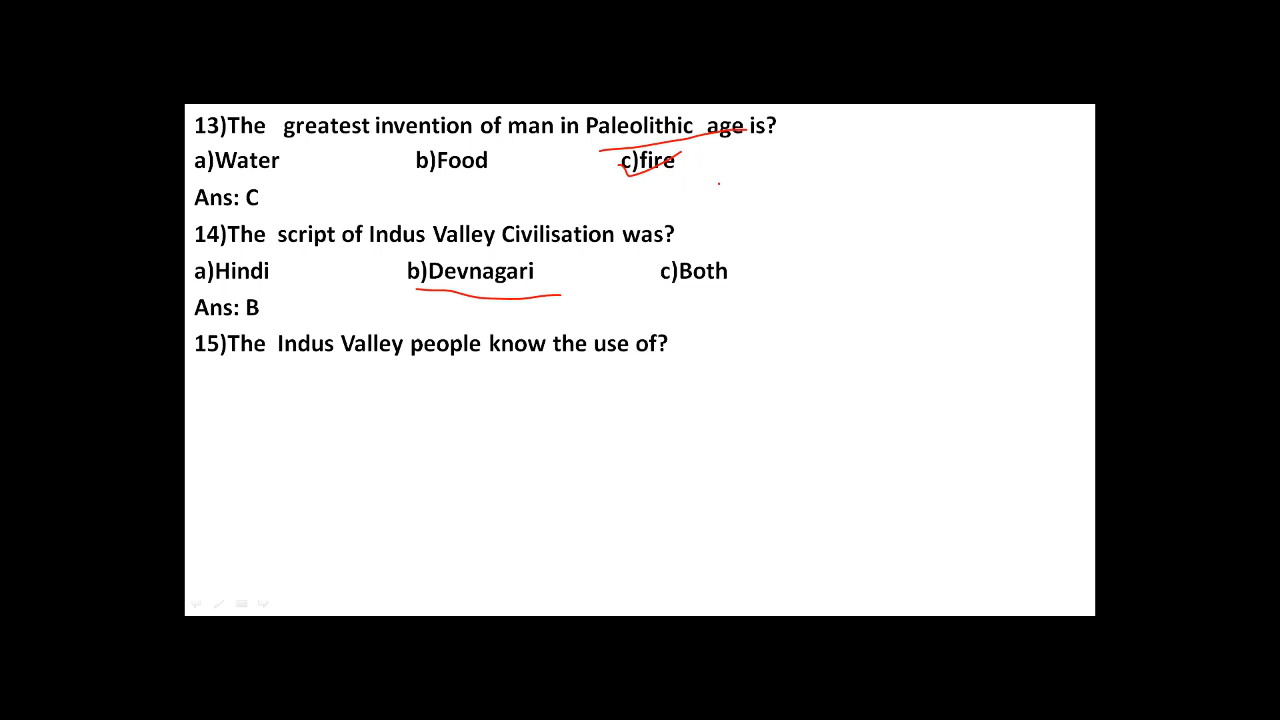 13)The greatest invention of man in Paleolithic age is?
a)Water b)Food c)fire
Ans: C
14)The script of Indus Valley Civilisation was?
a)Hindi b)Devnagari c)Both
Ans: B
15)The Indus Valley people know the use of?